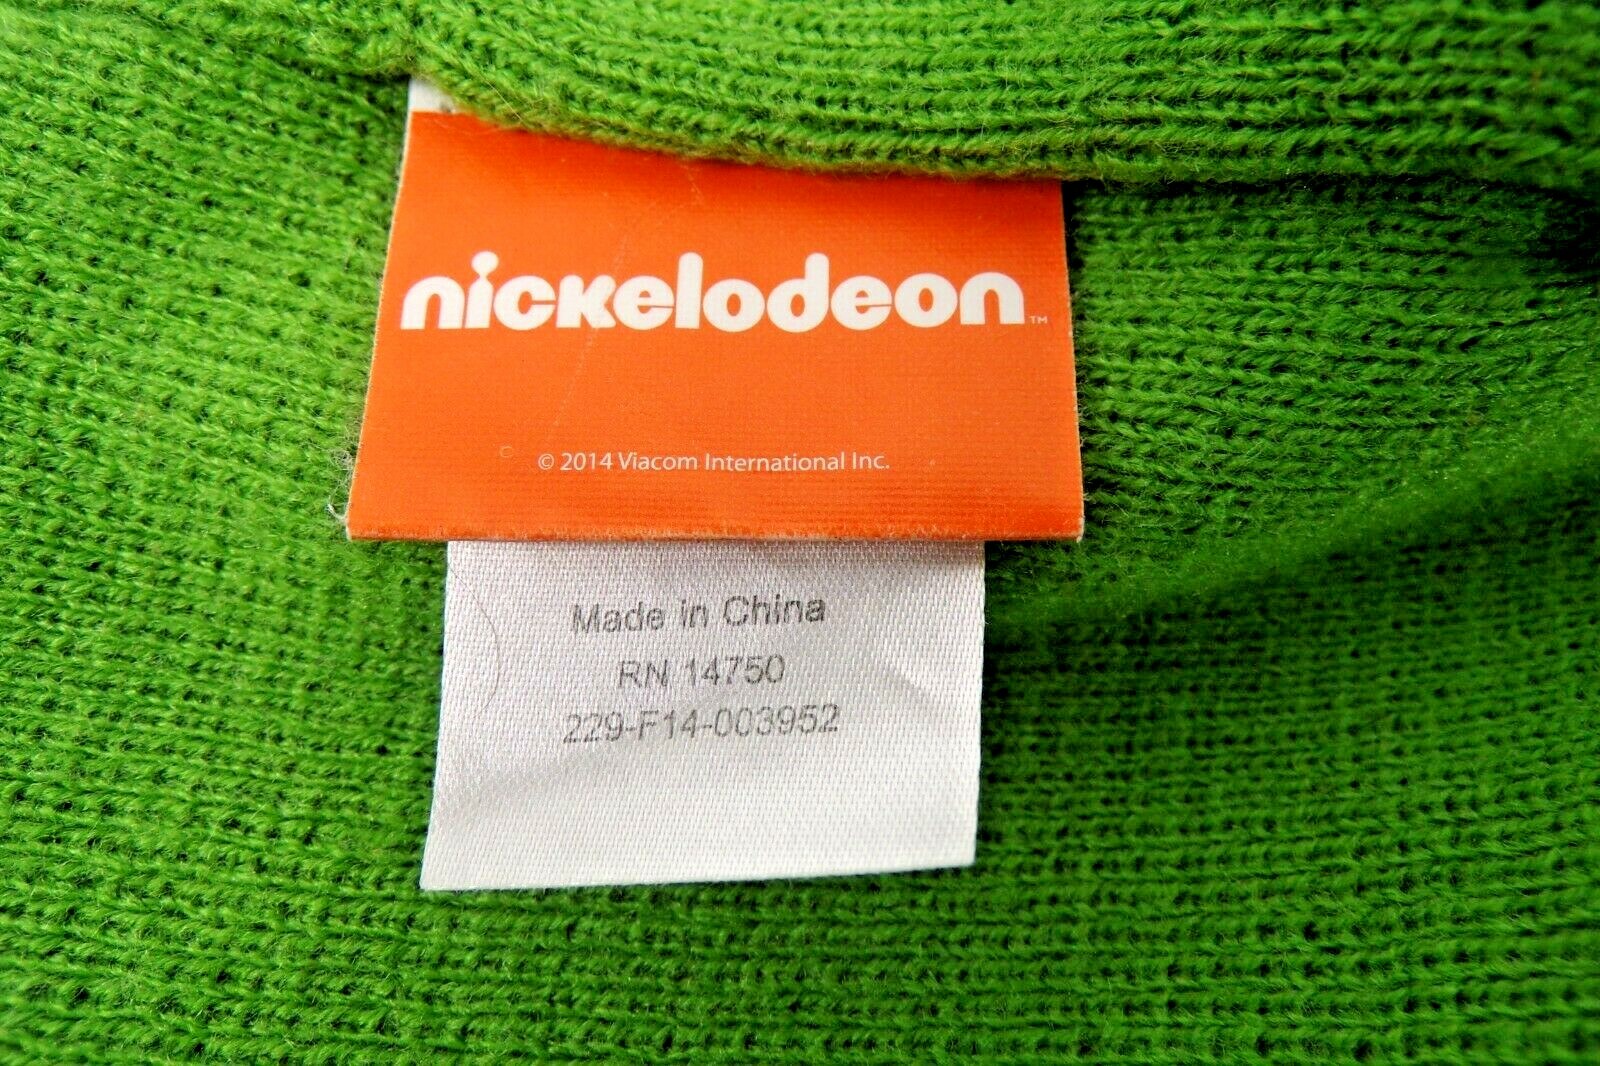 nickelodeon™
© 2014 Viacom International Inc.
Made in China
RN 14750
229-F14-003952